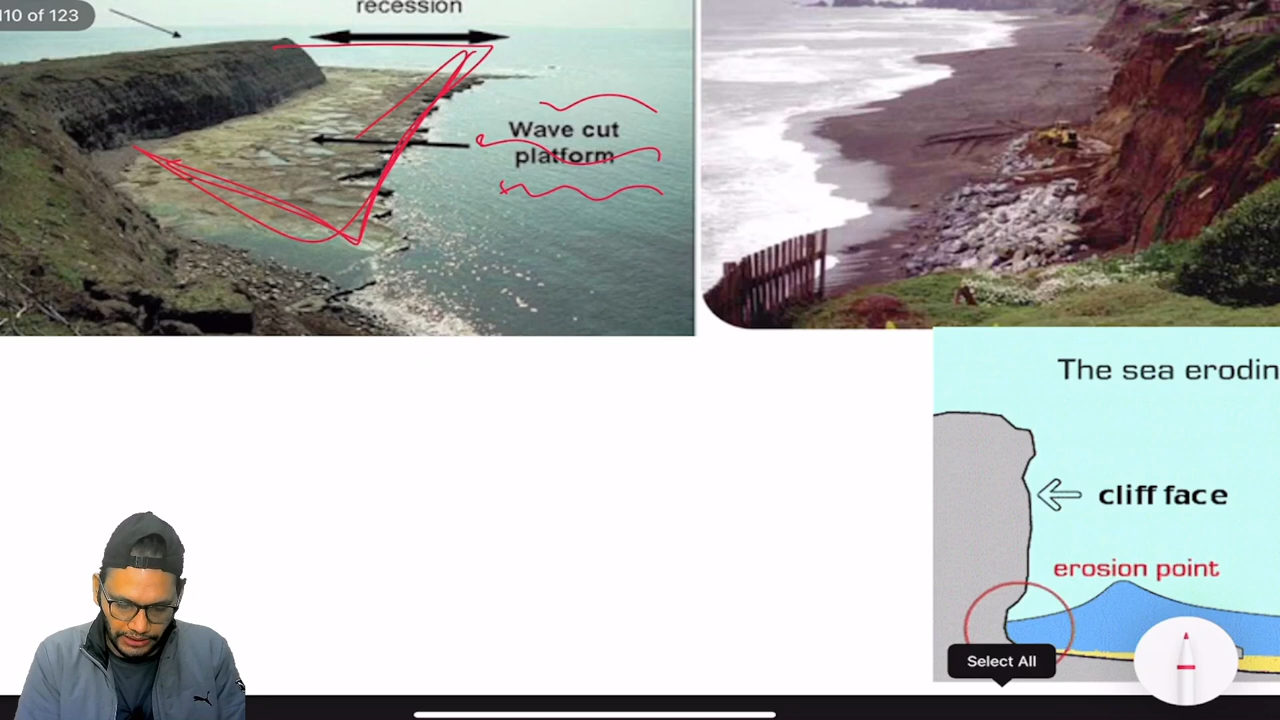 110 of 123
recession
Wave cut
platform
The sea erodin
cliff face
erosion point
Select All